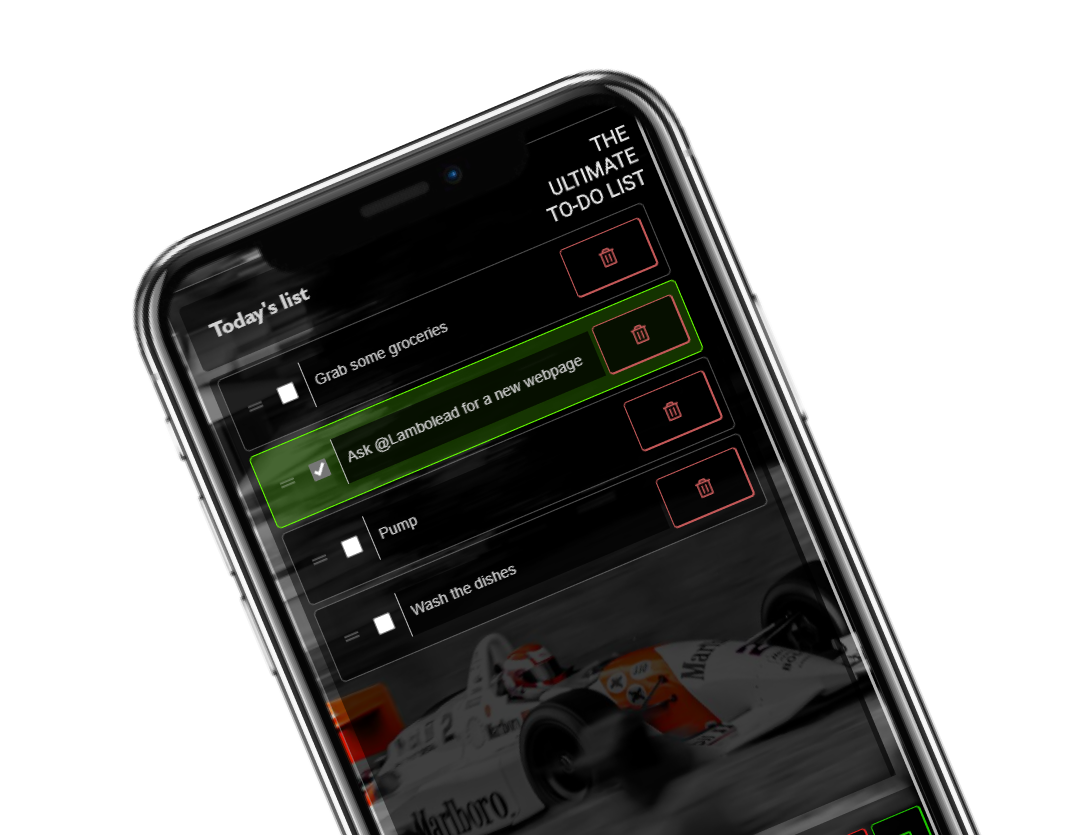 THE
ULTIMATE
TO-DO LIST
Today's list
Grab some groceries
Ask @Lambolead for a new webpage
Pump
Wash the dishes
Marlboro
Marlboro